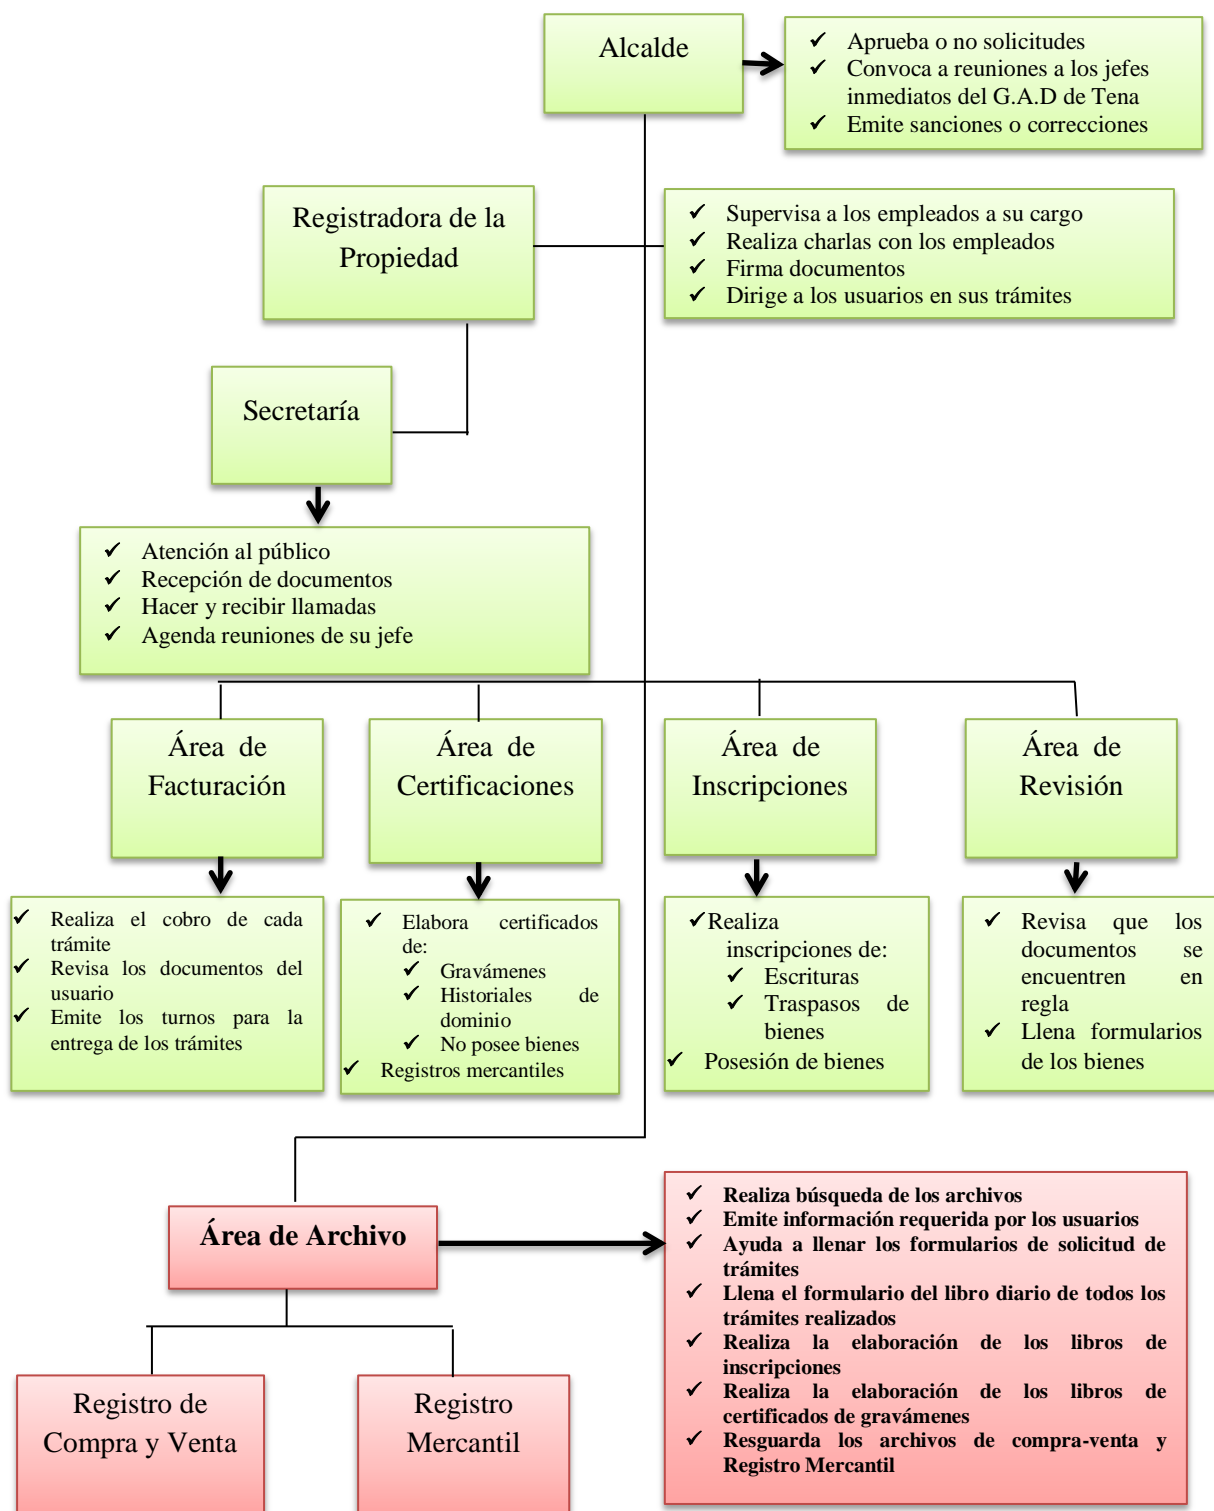 Alcalde
✓ Aprueba o no solicitudes
✓ Convoca a reuniones a los jefes
inmediatos del G.A.D de Tena
✓ Emite sanciones o correcciones
Registradora de la
Propiedad
✓ Supervisa a los empleados a su cargo
✓ Realiza charlas con los empleados
✓ Firma documentos
✓ Dirige a los usuarios en sus trámites
Secretaría
✓ Atención al público
✓ Recepción de documentos
✓ Hacer y recibir llamadas
✓ Agenda reuniones de su jefe
Área de
Facturación
Área de
Certificaciones
Área de
Inscripciones
Área de
Revisión
✓ Realiza el cobro de cada
trámite
✓ Revisa los documentos del
usuario
✓ Emite los turnos para la
entrega de los trámites
✓ Elabora certificados
de:
✓ Gravámenes
✓ Historiales de
dominio
✓ No posee bienes
✓ Registros mercantiles
✓Realiza
inscripciones de:
✓ Escrituras
✓ Traspasos de
bienes
✓ Posesión de bienes
✓ Revisa que los
documentos se
encuentren en
regla
✓ Llena formularios
de los bienes
Área de Archivo
✓ Realiza búsqueda de los archivos
✓ Emite información requerida por los usuarios
✓ Ayuda a llenar los formularios de solicitud de
trámites
✓ Llena el formulario del libro diario de todos los
trámites realizados
✓ Realiza la elaboración de los libros de
inscripciones
✓ Realiza la elaboración de los libros de
certificados de gravámenes
✓ Resguarda los archivos de compra-venta y
Registro Mercantil
Registro de
Compra y Venta
Registro
Mercantil